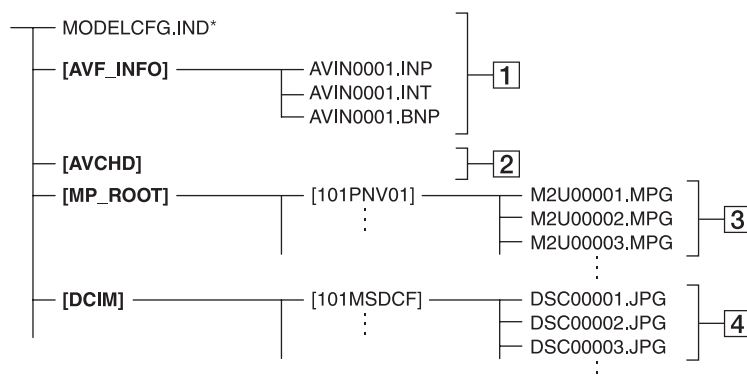 MODELCFG.IND*
[AVF_INFO]
AVIN0001.INP
AVIN0001.INT
AVIN0001.BNP
1
[AVCHD]
2
[MP_ROOT]
[101PNV01]
M2U00001.MPG
M2U00002.MPG
M2U00003.MPG
3
[DCIM]
[101MSDCF]
DSC00001.JPG
DSC00002.JPG
DSC00003.JPG
4